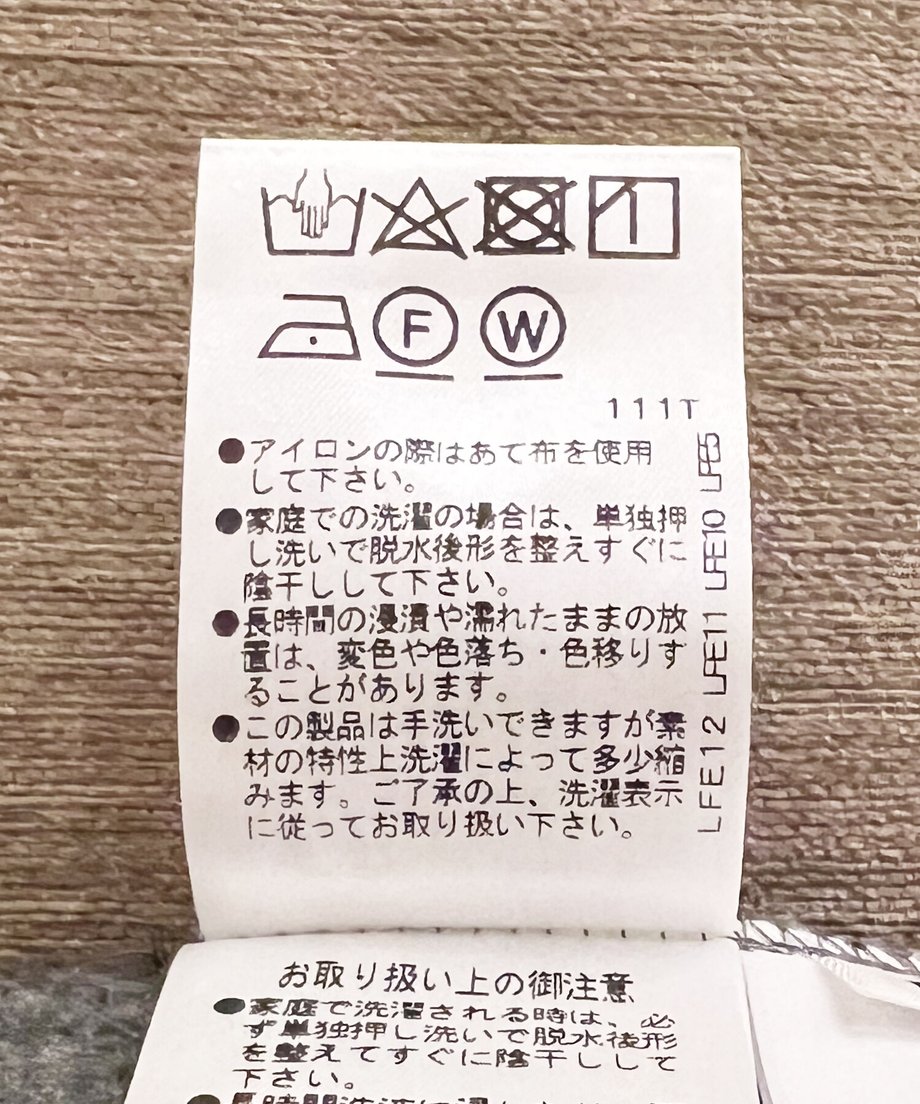 F W
111T
●アイロンの際はあて布を使用
して下さい。
●家庭での洗濯の場合は、単独押
し洗いで脱水後形を整えすぐに
陰干しして下さい。
●長時間の浸漬や濡れたままの放
置は、変色や色落ち・色移りす
ることがあります。
●この製品は手洗いできますが素
材の特性上洗濯によって多少縮
みます。ご了承の上、洗濯表示
に従ってお取り扱い下さい。
LFE12 LFE11 LFE10 LFE5
お取り扱い上の御注意
●家庭で洗濯される時は、必
ず単独押し洗いで脱水後形
を整えてすぐに陰干しして
下さい。